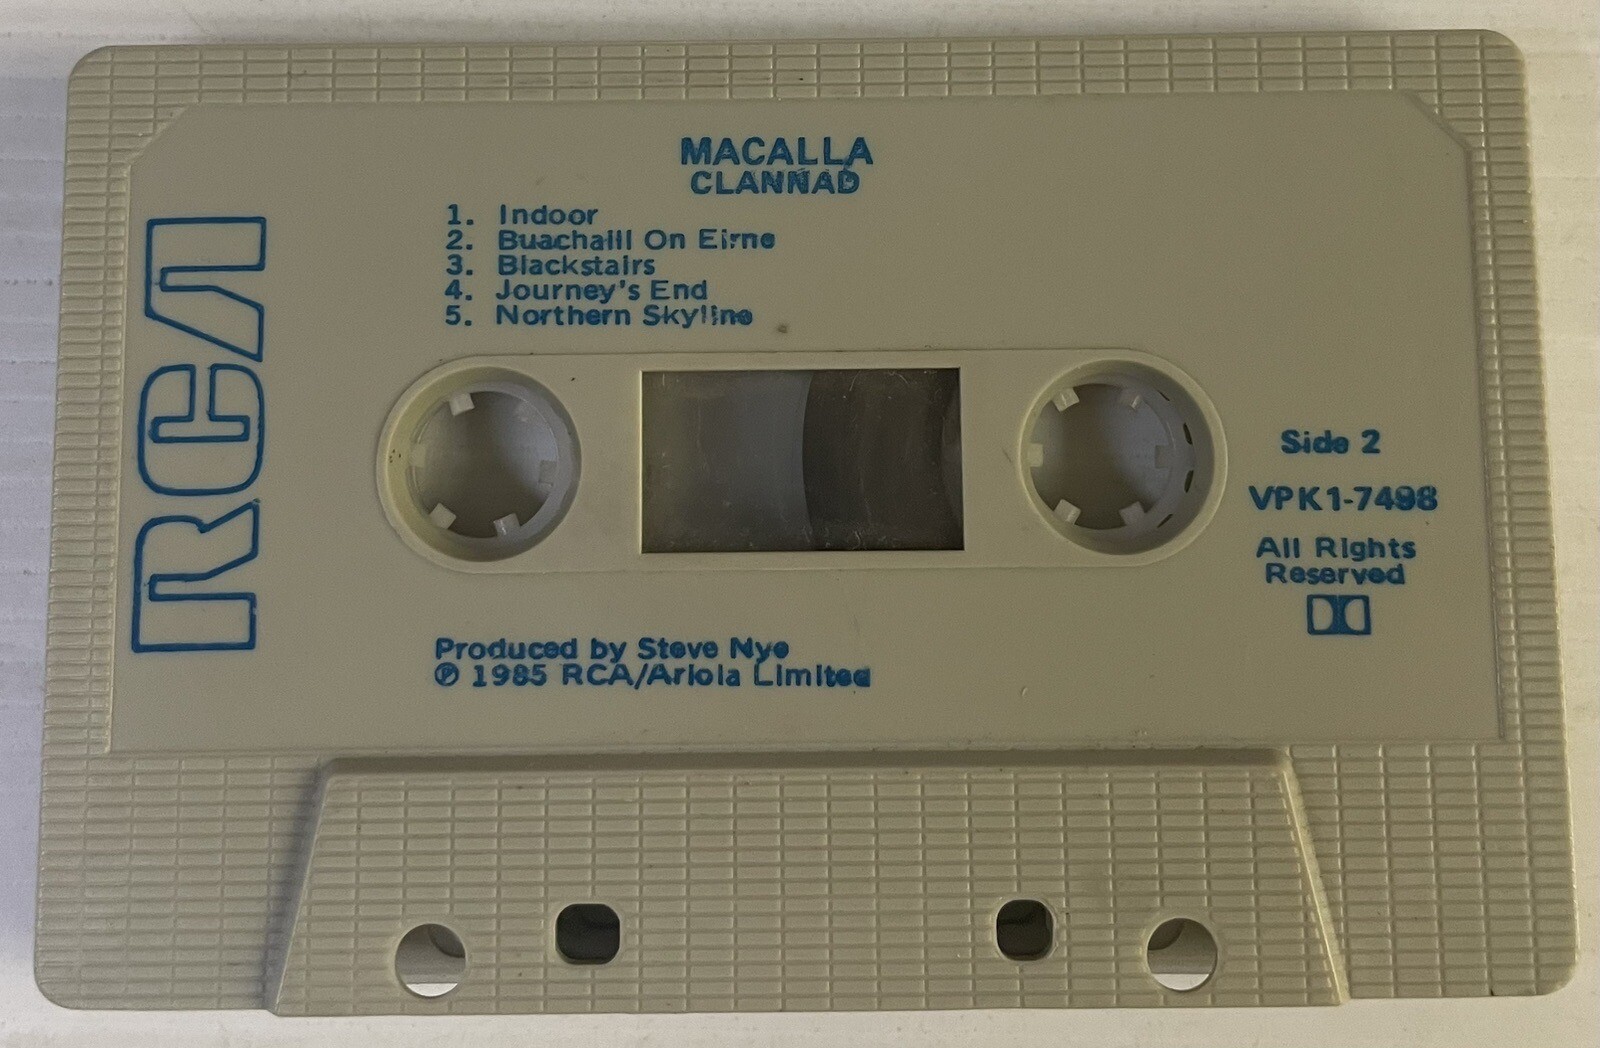 RCA
MACALLA
CLANNAD
1. Indoor
2. Buachaill On Eirne
3. Blackstairs
4. Journey's End
5. Northern Skyline
Side 2
VPK1-7498
All Rights
Reserved
Produced by Steve Nye
℗ 1985 RCA/Ariola Limited